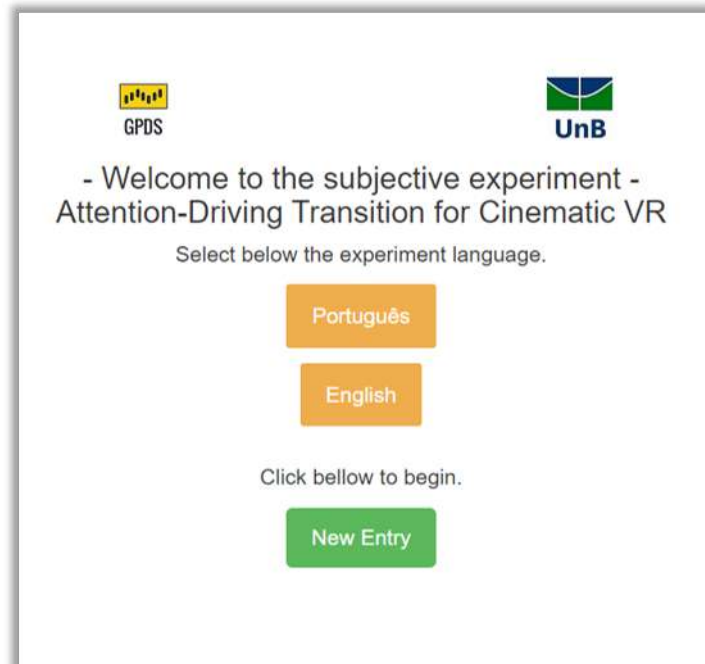 GPDS
UnB
- Welcome to the subjective experiment -
Attention-Driving Transition for Cinematic VR
Select below the experiment language.
Português
English
Click bellow to begin.
New Entry